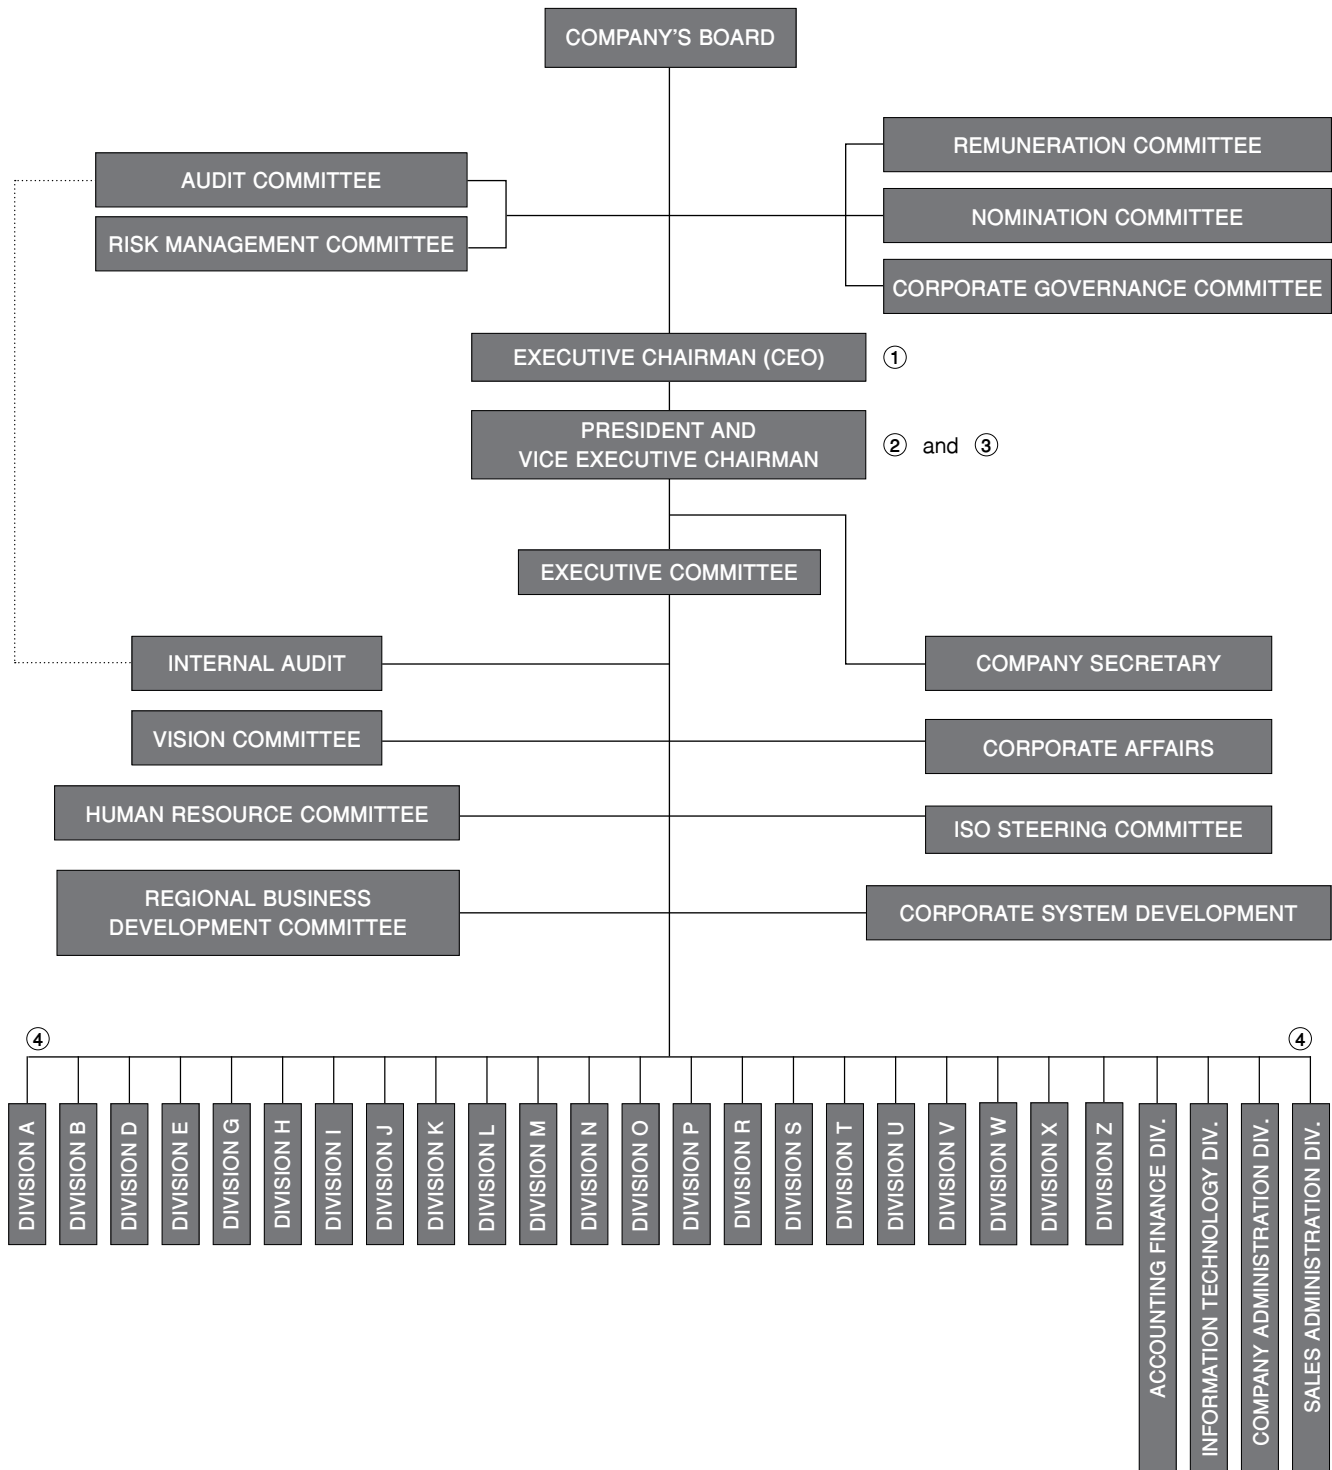 COMPANY'S BOARD
REMUNERATION COMMITTEE
AUDIT COMMITTEE
NOMINATION COMMITTEE
RISK MANAGEMENT COMMITTEE
CORPORATE GOVERNANCE COMMITTEE
EXECUTIVE CHAIRMAN (CEO) ①
PRESIDENT AND
VICE EXECUTIVE CHAIRMAN
② and ③
EXECUTIVE COMMITTEE
INTERNAL AUDIT
COMPANY SECRETARY
VISION COMMITTEE
CORPORATE AFFAIRS
HUMAN RESOURCE COMMITTEE
ISO STEERING COMMITTEE
REGIONAL BUSINESS
DEVELOPMENT COMMITTEE
CORPORATE SYSTEM DEVELOPMENT
④
④
DIVISION A
DIVISION B
DIVISION D
DIVISION E
DIVISION G
DIVISION H
DIVISION I
DIVISION J
DIVISION K
DIVISION L
DIVISION M
DIVISION N
DIVISION O
DIVISION P
DIVISION R
DIVISION S
DIVISION T
DIVISION U
DIVISION V
DIVISION W
DIVISION X
DIVISION Z
ACCOUNTING FINANCE DIV.
INFORMATION TECHNOLOGY DIV.
COMPANY ADMINISTRATION DIV.
SALES ADMINISTRATION DIV.